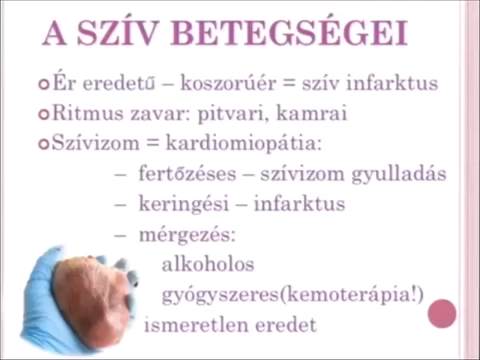 A SZÍV BETEGSÉGEI
Ér eredetű – koszorúér = szív infarktus
Ritmus zavar: pitvari, kamrai
Szívizom = kardiomiopátia:
– fertőzéses – szívizom gyulladás
– keringési – infarktus
– mérgezés:
alkoholos
gyógyszeres(kemoterápia!)
ismeretlen eredet